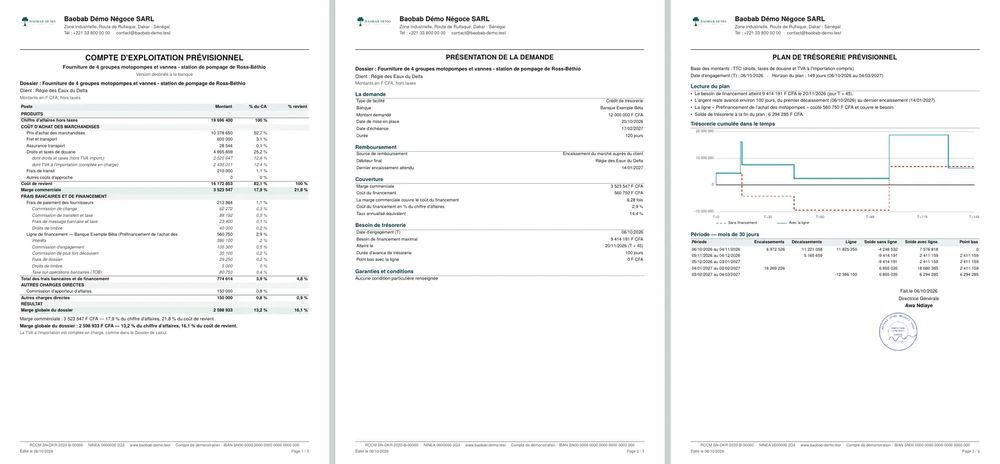 BAOBAB DÉMO
Baobab Démo Négoce SARL
Zone industrielle, Route de Rufisque, Dakar - Sénégal
Tél : +221 33 800 00 00 contact@baobab-demo.test
COMPTE D'EXPLOITATION PRÉVISIONNEL
Fourniture de 4 groupes motopompes et vannes - station de pompage de Ross-Béthio
Version destinée à la banque
Dossier : Fourniture de 4 groupes motopompes et vannes - station de pompage de Ross-Béthio
Client : Régie des Eaux du Delta
Montants en F CFA, hors taxes
Poste Montant % du CA % revient
PRODUITS
Chiffre d'affaires hors taxes 19 696 400 100 %
COÛT D'ACHAT DES MARCHANDISES
Prix d'achat des marchandises 10 378 650 52,7 %
Fret et transport 600 000 3,1 %
Assurance 28 544 0,1 %
Droits et taxes de douane 4 955 659 25,2 %
dont droits et taxes (hors TVA import.) 2 520 647 12,8 %
dont TVA à l'importation (comptée en charge) 12,4 %
Frais de transit 210 000 1,1 %
Autres coûts d'approche 0 0 %
Coût de revient 16 172 853 82,1 % 100 %
Marge commerciale 3 523 547 17,9 % 21,8 %
FRAIS BANCAIRES ET DE FINANCEMENT
Frais de paiement des fournisseurs 213 864 1,1 %
Commission de change 0,3 %
Commission de transfert et taxe 0,5 %
Frais de message bancaire et taxe 23 400 0,1 %
Droits de timbre 40 000 0,2 %
Ligne de financement — Banque Exemple Bêta (Préfinancement de l'achat des 560 750 2,9 %
Intérêts 2 %
Commission d'engagement 0,5 %
Commission de plus fort découvert 0,1 %
Frais de dossier 29 250 0,2 %
Droits de timbre 5 000 0 %
Taxe sur opérations bancaires (TOB) 80 750 0,4 %
Total des frais bancaires et de financement 774 614 3,9 % 4,8 %
AUTRES CHARGES DIRECTES
Commission d'apporteur d'affaires 150 000 0,8 %
Autres charges directes 150 000 0,8 % 0,9 %
RÉSULTAT
Marge globale du dossier 2 598 933 13,2 % 16,1 %
Marge commerciale : 3 523 547 F CFA — 17,9 % du chiffre d'affaires, 21,8 % du coût de revient.
Marge globale du dossier : 2 598 933 F CFA — 13,2 % du chiffre d'affaires, 16,1 % du coût de revient.
La TVA à l'importation est comptée en charge, comme dans le Dossier de calcul.
RCCM SN-DKR-2020-B-00000 NINEA 0000000 2G3 www.baobab-demo.test Compte de démonstration - IBAN SN00 0000 0000 0000 0000 0000 0000
Édité le 06/10/2026 Page 1 / 3
BAOBAB DÉMO
Baobab Démo Négoce SARL
Zone industrielle, Route de Rufisque, Dakar - Sénégal
Tél : +221 33 800 00 00 contact@baobab-demo.test
PRÉSENTATION DE LA DEMANDE
Dossier : Fourniture de 4 groupes motopompes et vannes - station de pompage de Ross-Béthio
Client : Régie des Eaux du Delta
Montants en F CFA, hors taxes
La demande
Type de facilité Crédit de trésorerie
Banque Banque Exemple Bêta
Montant demandé 12 000 000 F CFA
Date de mise en place 20/10/2026
Date d'échéance 17/02/2027
Durée 120 jours
Remboursement
Source de remboursement Encaissement du marché auprès du client
Débiteur final Régie des Eaux du Delta
Dernier encaissement attendu 14/01/2027
Couverture
Marge commerciale 3 523 547 F CFA
Coût du financement 560 750 F CFA
La marge commerciale couvre le coût du financement 6,28 fois
Coût du financement en % du chiffre d'affaires 2,9 %
Taux annualisé équivalent 14,4 %
Besoin de trésorerie
Date d'engagement (T) 06/10/2026
Besoin de financement maximal 9 414 191 F CFA
Atteint le 20/11/2026 (T + 45)
Durée d'avance de trésorerie 100 jours
Point bas avec la ligne 0 F CFA
Garanties et conditions
Aucune condition particulière renseignée
RCCM SN-DKR-2020-B-00000 NINEA 0000000 2G3 www.baobab-demo.test Compte de démonstration - IBAN SN00 0000 0000 0000 0000 0000 0000
Édité le 06/10/2026 Page 2 / 3
BAOBAB DÉMO
Baobab Démo Négoce SARL
Zone industrielle, Route de Rufisque, Dakar - Sénégal
Tél : +221 33 800 00 00 contact@baobab-demo.test
PLAN DE TRÉSORERIE PRÉVISIONNEL
Base des montants : TTC (droits, taxes de douane et TVA à l'importation compris).
Date d'engagement (T) : 06/10/2026 Horizon du plan : 149 jours (06/10/2026 au 04/03/2027).
Lecture du plan
• Le besoin de financement atteint 9 414 191 F CFA le 20/11/2026 (jour T + 45).
• L'argent reste avancé environ 100 jours, du premier décaissement (06/10/2026) au dernier encaissement (14/01/2027).
• La ligne « Préfinancement de l'achat des motopompes » coûte 560 750 F CFA et couvre le besoin.
• Solde de trésorerie à la fin du plan : 6 294 285 F CFA.
Trésorerie cumulée dans le temps
20 000 000
10 000 000
0
-10 000 000
T+0 T+30 T+60 T+90 T+119 T+149
Sans financement Avec la ligne
Période — mois de 30 jours
Période Encaissements Décaissements Ligne Solde sans ligne Solde avec ligne Point bas
06/10/2026 au 04/11/2026 6 972 526 11 221 058 11 825 350 -4 248 532 7 576 818 0
05/11/2026 au 04/12/2026 5 165 659 -9 414 191 2 411 159 2 411 159
05/12/2026 au 03/01/2027 -9 414 191 2 411 159 2 411 159
04/01/2027 au 02/02/2027 16 269 226 6 855 035 18 680 385 2 411 159
03/02/2027 au 04/03/2027 -12 386 100 6 855 035 6 294 285
Fait le 06/10/2026
Directrice Générale
Awa Ndiaye
RCCM SN-DKR-2020-B-00000 NINEA 0000000 2G3 www.baobab-demo.test Compte de démonstration - IBAN SN00 0000 0000 0000 0000 0000 0000
Édité le 06/10/2026 Page 3 / 3